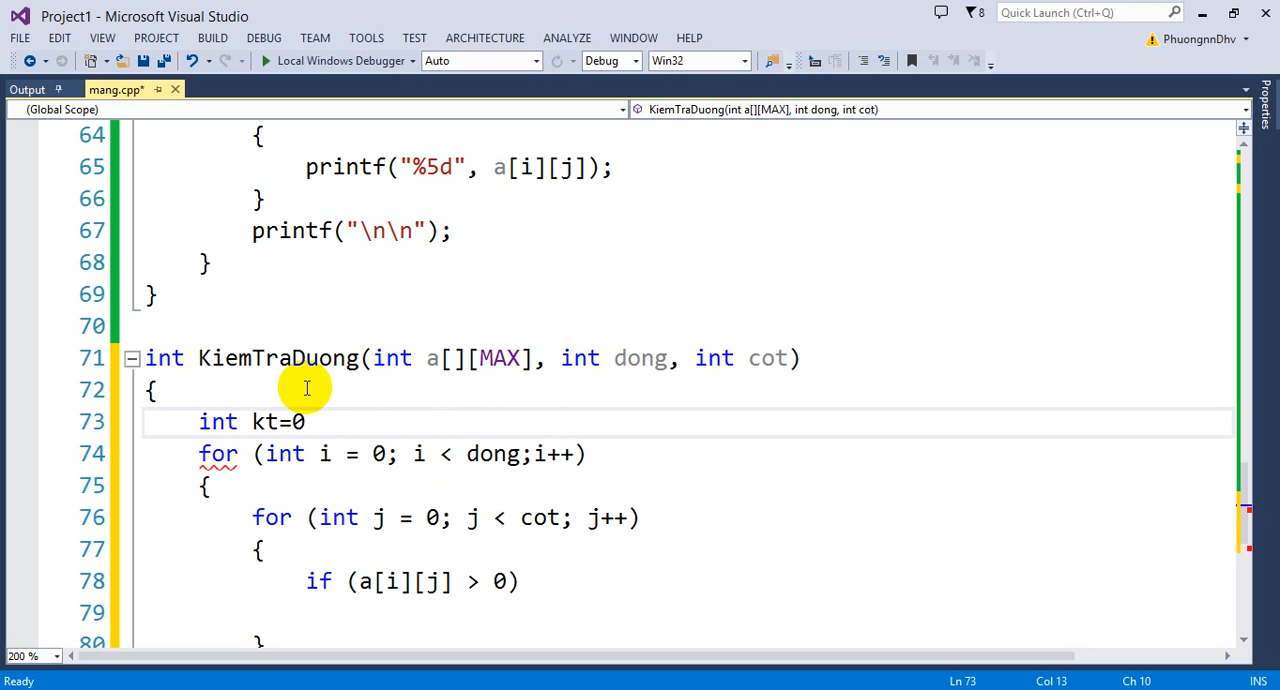 Project1 - Microsoft Visual Studio
8
Quick Launch (Ctrl+Q)
FILE EDIT VIEW PROJECT BUILD DEBUG TEAM TOOLS TEST ARCHITECTURE ANALYZE WINDOW HELP
PhuongnnDhv
Local Windows Debugger Auto Debug Win32
Output mang.cpp*
(Global Scope) KiemTraDuong(int a[][MAX], int dong, int cot)
Properties
64 {
65 printf("%5d", a[i][j]);
66 }
67 printf("\n\n");
68 }
69 }
70
71 int KiemTraDuong(int a[][MAX], int dong, int cot)
72 {
73 int kt=0
74 for (int i = 0; i < dong;i++)
75 {
76 for (int j = 0; j < cot; j++)
77 {
78 if (a[i][j] > 0)
79
80 }
200 %
Ready Ln 73 Col 13 Ch 10 INS